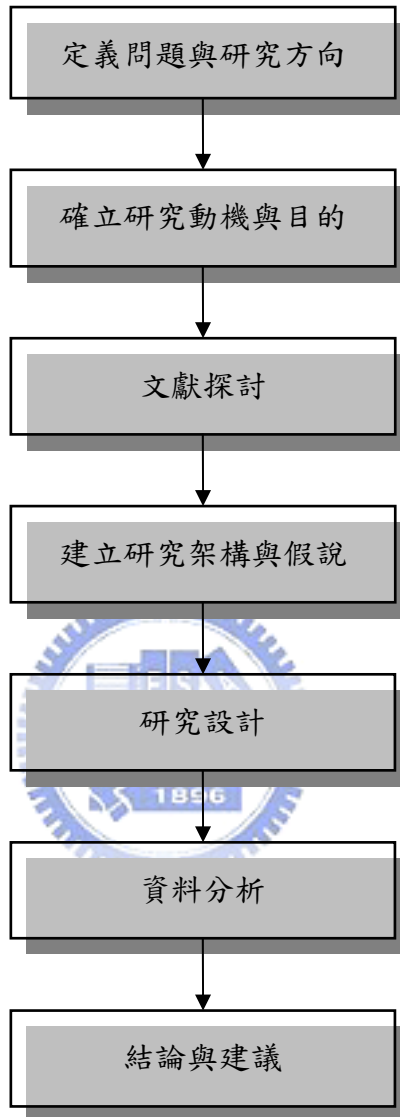 定義問題與研究方向
確立研究動機與目的
文獻探討
建立研究架構與假說
研究設計
1896
資料分析
結論與建議